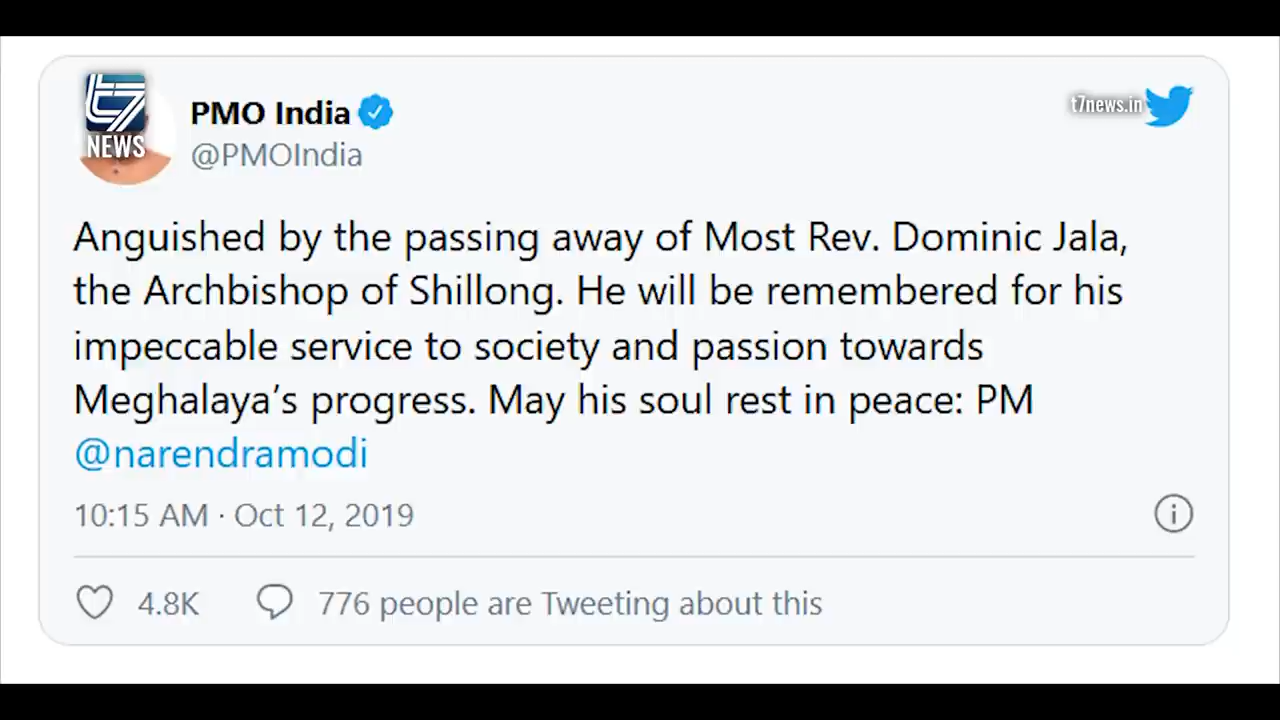 t7
NEWS
PMO India
@PMOIndia
t7news.in
Anguished by the passing away of Most Rev. Dominic Jala,
the Archbishop of Shillong. He will be remembered for his
impeccable service to society and passion towards
Meghalaya’s progress. May his soul rest in peace: PM
@narendramodi
10:15 AM · Oct 12, 2019
4.8K
776 people are Tweeting about this